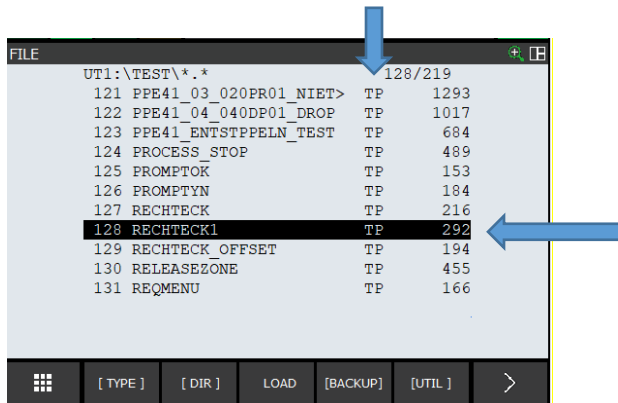 FILE
UT1:\TEST\*.* 128/219
121 PPE41_03_020PR01_NIET> TP 1293
122 PPE41_04_040DP01_DROP TP 1017
123 PPE41_ENTSTPPELN_TEST TP 684
124 PROCESS_STOP TP 489
125 PROMPTOK TP 153
126 PROMPTYN TP 184
127 RECHTECK TP 216
128 RECHTECK1 TP 292
129 RECHTECK_OFFSET TP 194
130 RELEASEZONE TP 455
131 REQMENU TP 166
[ TYPE ] [ DIR ] LOAD [BACKUP] [UTIL ] >